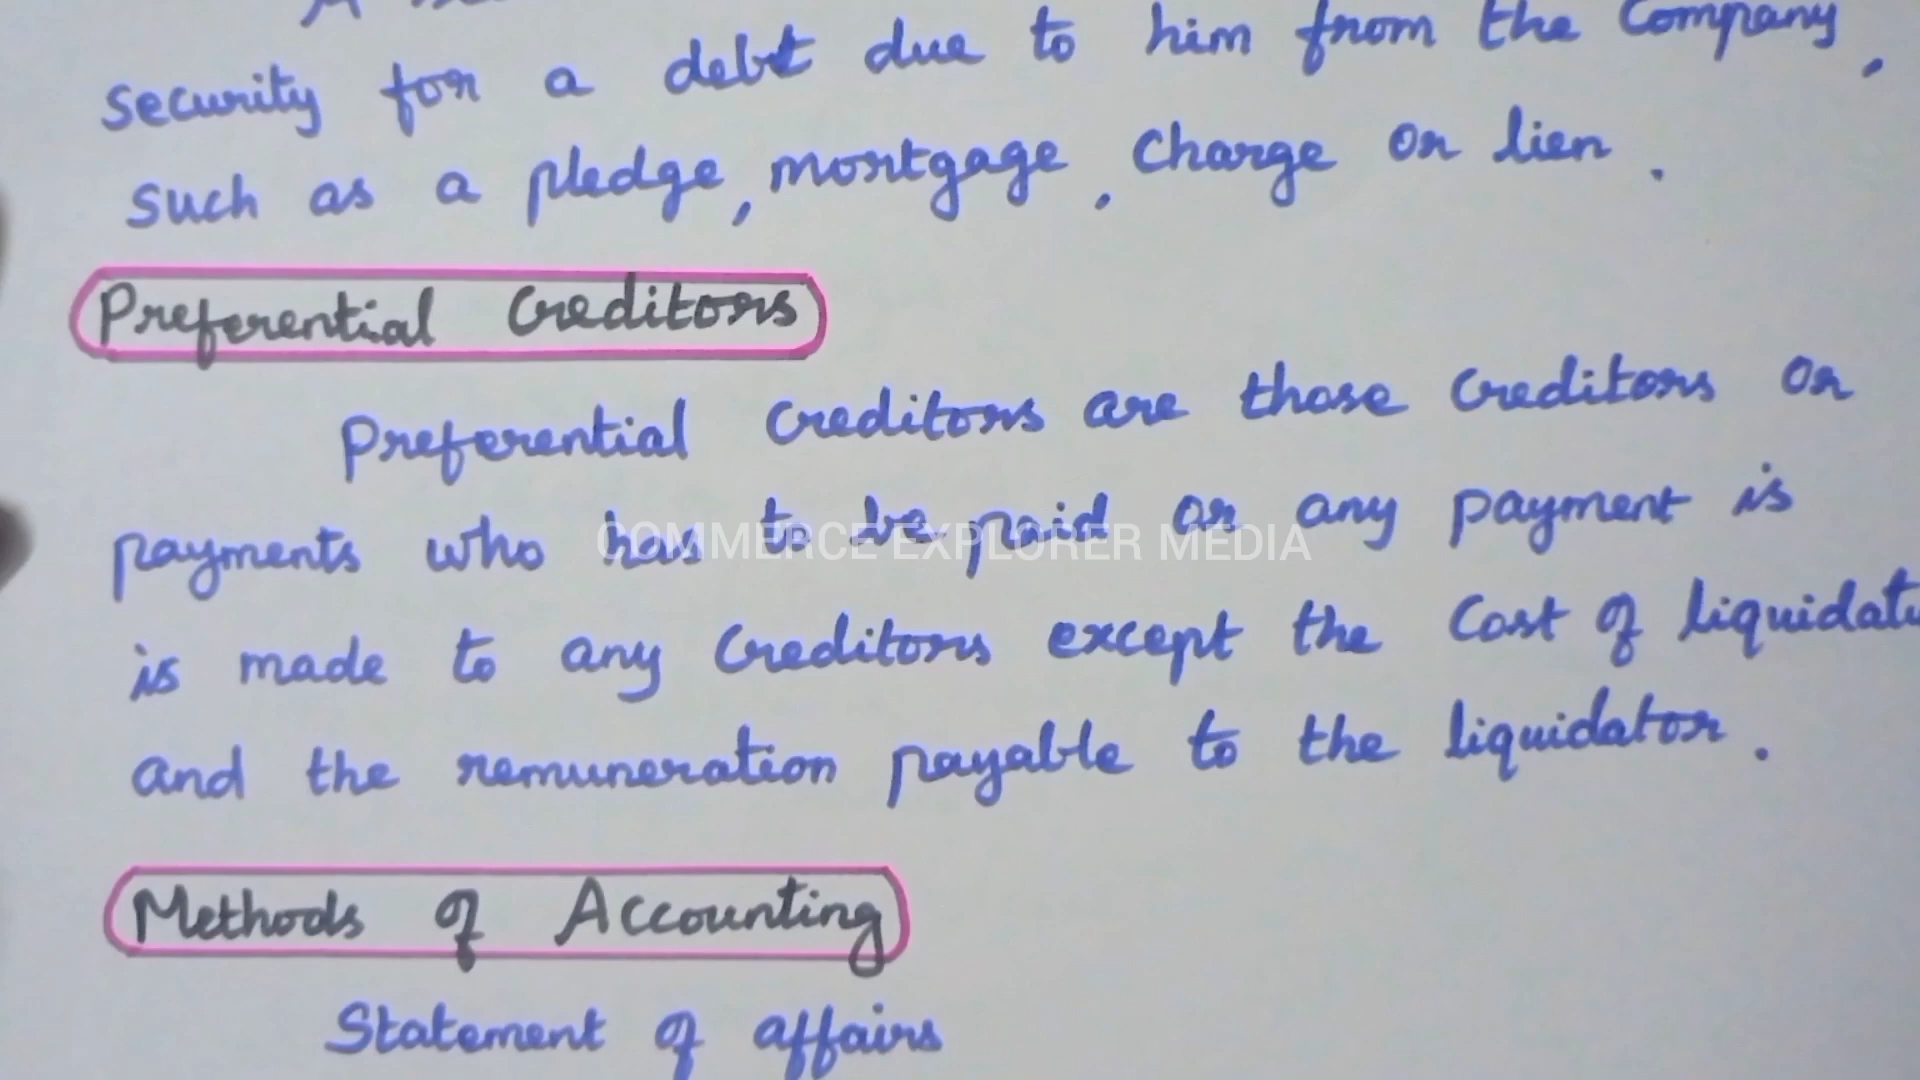 security for a debt due to him from the Company,
such as a pledge, mortgage, charge or lien.
Preferential Creditors
Preferential Creditors are those Creditors or
payments who has to be paid or any payment is
COMMERCE EXPLORER MEDIA
is made to any Creditors except the Cost of
and the remuneration payable to the liquidator.
Methods of Accounting
Statement of affairs